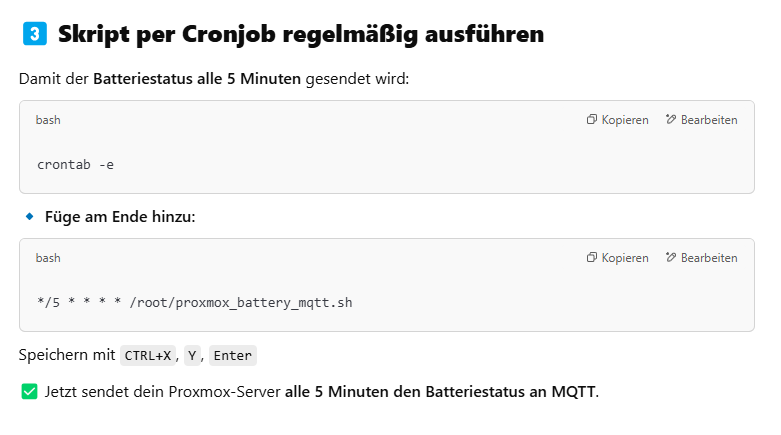 3 Skript per Cronjob regelmäßig ausführen
Damit der Batteriestatus alle 5 Minuten gesendet wird:
bash Kopieren Bearbeiten
crontab -e
Füge am Ende hinzu:
bash Kopieren Bearbeiten
*/5 * * * * /root/proxmox_battery_mqtt.sh
Speichern mit CTRL+X, Y, Enter
✅ Jetzt sendet dein Proxmox-Server alle 5 Minuten den Batteriestatus an MQTT.